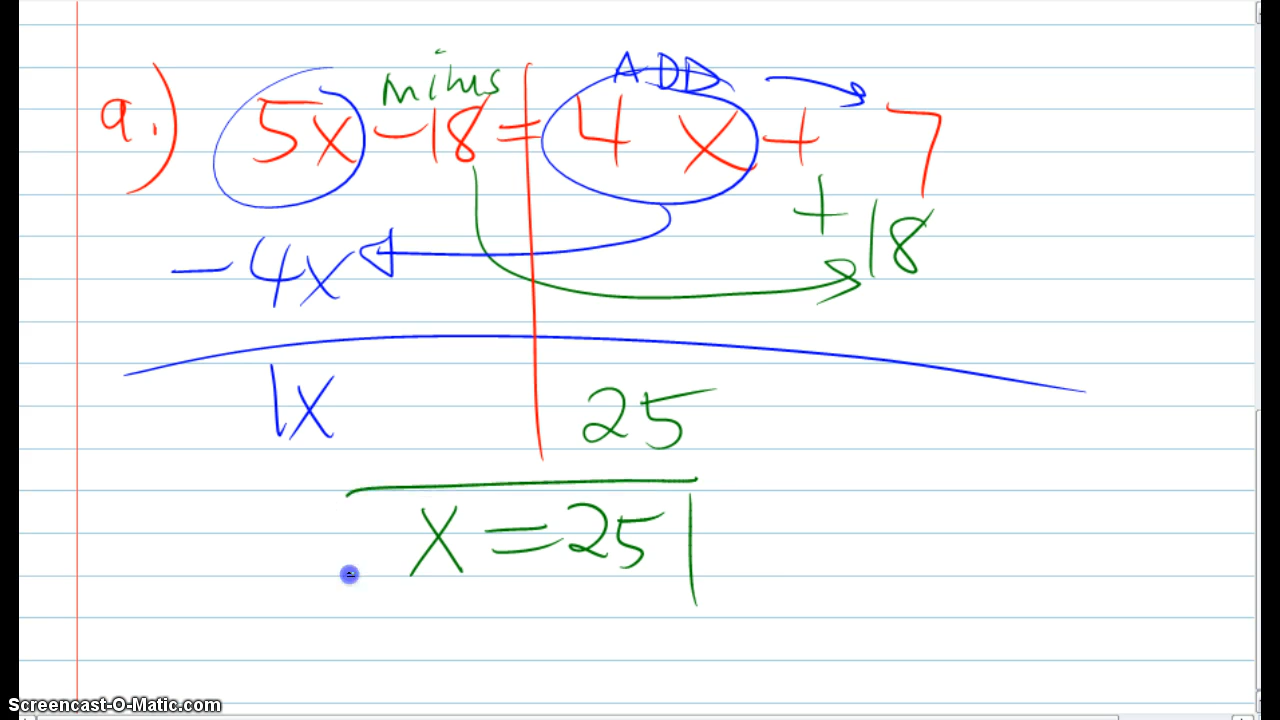 minus ADD
a.) 5x - 18 = 4x + 7
+ 18
- 4x
1x 25
x = 25
Screencast-O-Matic.com